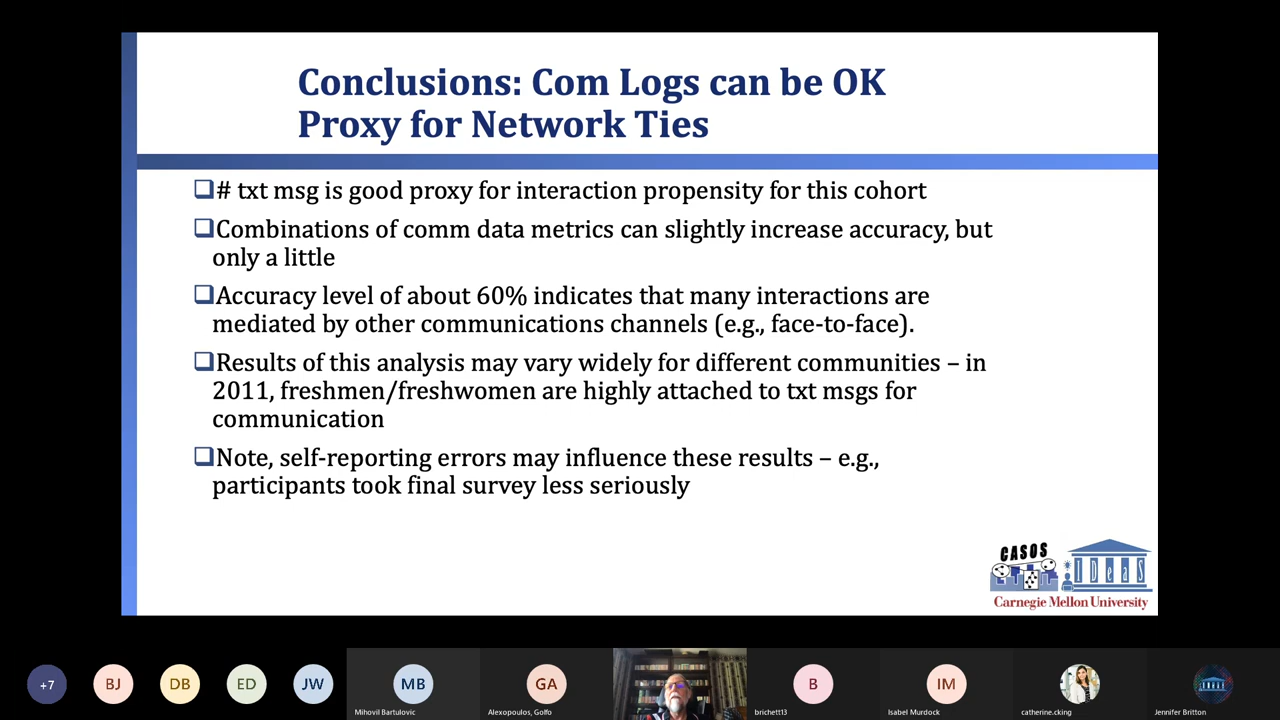 Conclusions: Com Logs can be OK
Proxy for Network Ties
# txt msg is good proxy for interaction propensity for this cohort
Combinations of comm data metrics can slightly increase accuracy, but
only a little
Accuracy level of about 60% indicates that many interactions are
mediated by other communications channels (e.g., face-to-face).
Results of this analysis may vary widely for different communities – in
2011, freshmen/freshwomen are highly attached to txt msgs for
communication
Note, self-reporting errors may influence these results – e.g.,
participants took final survey less seriously
CASOS
IDeaS
Carnegie Mellon University
+7
BJ
DB
ED
JW
MB
GA
B
IM
Mihovil Bartulovic
Alexopoulos, Golfo
brichett13
Isabel Murdock
catherine.cking
Jennifer Britton